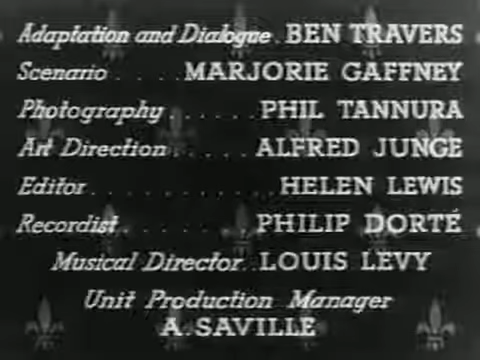 Adaptation and Dialogue. BEN TRAVERS
Scenario . . . . . MARJORIE GAFFNEY
Photography . . . . . . PHIL TANNURA
Art Direction . . . . . ALFRED JUNGE
Editor . . . . . . . . . . HELEN LEWIS
Recordist . . . . . . . PHILIP DORTÉ
Musical Director . LOUIS LEVY
Unit Production Manager
A. SAVILLE